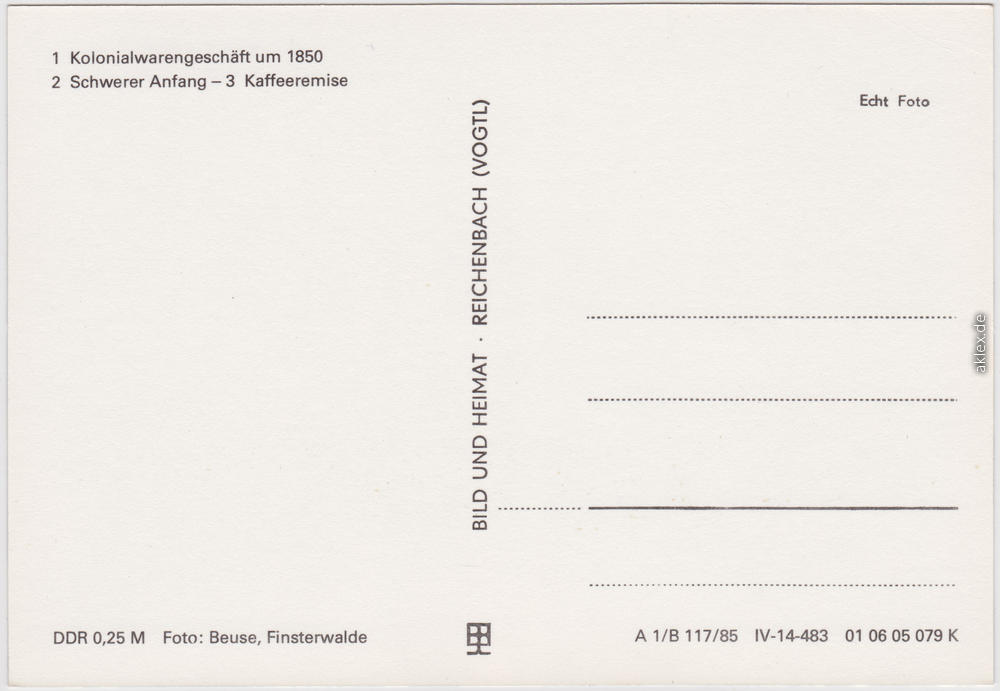 1 Kolonialwarengeschäft um 1850
2 Schwerer Anfang – 3 Kaffeeremise
Echt Foto
BILD UND HEIMAT · REICHENBACH (VOGTL)
aklex.de
DDR 0,25 M Foto: Beuse, Finsterwalde
A 1/B 117/85 IV-14-483 01 06 05 079 K